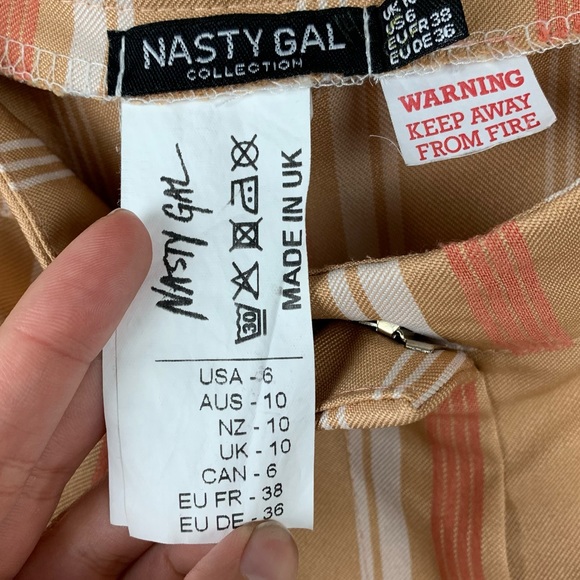 NASTY GAL
COLLECTION
UK 10
US 6
EU FR 38
EU DE 36
WARNING
KEEP AWAY
FROM FIRE
NASTY GAL
MADE IN UK
30
USA - 6
AUS - 10
NZ - 10
UK - 10
CAN - 6
EU FR - 38
EU DE - 36